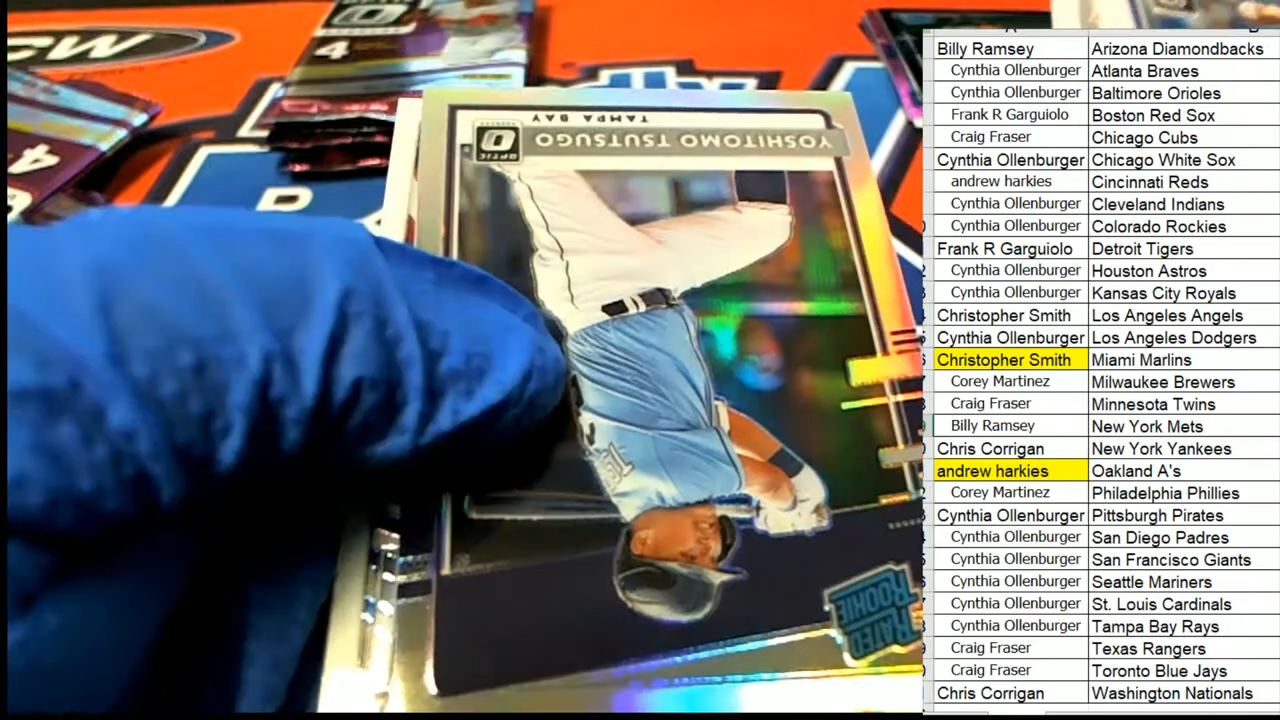 CW
4
4
TAMPA BAY
YOSHITOMO TSUTSUGO
OPTIC
RATED
ROOKIE
Billy Ramsey Arizona Diamondbacks
Cynthia Ollenburger Atlanta Braves
Cynthia Ollenburger Baltimore Orioles
Frank R Garguiolo Boston Red Sox
Craig Fraser Chicago Cubs
Cynthia Ollenburger Chicago White Sox
andrew harkies Cincinnati Reds
Cynthia Ollenburger Cleveland Indians
Cynthia Ollenburger Colorado Rockies
Frank R Garguiolo Detroit Tigers
Cynthia Ollenburger Houston Astros
Cynthia Ollenburger Kansas City Royals
Christopher Smith Los Angeles Angels
Cynthia Ollenburger Los Angeles Dodgers
Christopher Smith Miami Marlins
Corey Martinez Milwaukee Brewers
Craig Fraser Minnesota Twins
Billy Ramsey New York Mets
Chris Corrigan New York Yankees
andrew harkies Oakland A's
Corey Martinez Philadelphia Phillies
Cynthia Ollenburger Pittsburgh Pirates
Cynthia Ollenburger San Diego Padres
Cynthia Ollenburger San Francisco Giants
Cynthia Ollenburger Seattle Mariners
Cynthia Ollenburger St. Louis Cardinals
Cynthia Ollenburger Tampa Bay Rays
Craig Fraser Texas Rangers
Craig Fraser Toronto Blue Jays
Chris Corrigan Washington Nationals